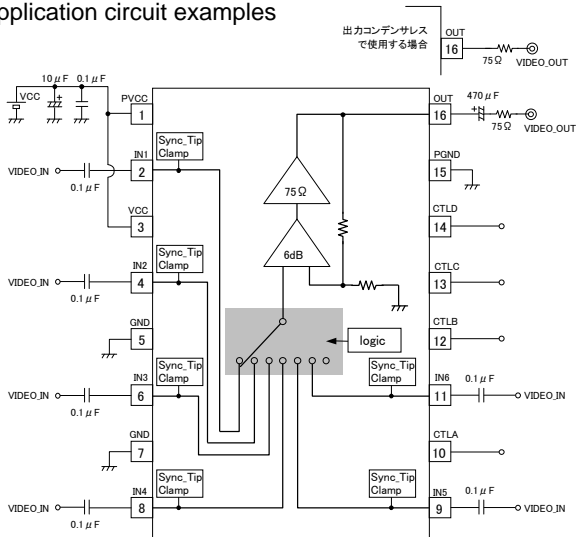 pplication circuit examples
出力コンデンサレス
で使用する場合
OUT
16
75Ω
VIDEO_OUT
10μF 0.1μF
VCC
PVCC
1
OUT
16
470μF
+
75Ω
VIDEO_OUT
Sync_Tip
Clamp
IN1
2
VIDEO_IN
0.1μF
PGND
15
75Ω
VCC
3
CTLD
14
6dB
Sync_Tip
Clamp
IN2
4
VIDEO_IN
0.1μF
CTLC
13
GND
5
logic
CTLB
12
Sync_Tip
Clamp
IN3
6
VIDEO_IN
0.1μF
Sync_Tip
Clamp
IN6
11
0.1μF
VIDEO_IN
GND
7
CTLA
10
Sync_Tip
Clamp
IN4
8
VIDEO_IN
0.1μF
Sync_Tip
Clamp
IN5
9
0.1μF
VIDEO_IN